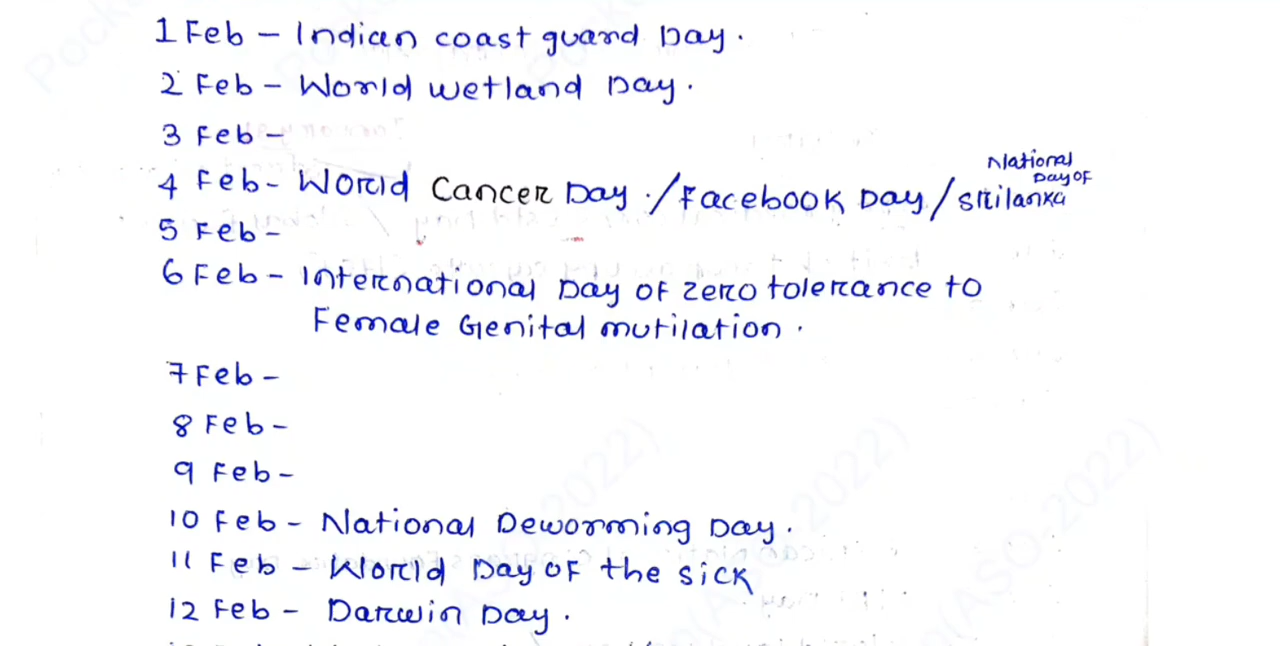 1 Feb - Indian coast guard Day.
2 Feb - World wetland Day.
3 Feb -
4 Feb - World Cancer Day ./Facebook Day/National Day of Srilanka
5 Feb -
6 Feb - International Day of zero tolerance to
Female Genital mutilation.
7 Feb -
8 Feb -
9 Feb -
10 Feb - National Deworming Day.
11 Feb - World Day of the sick
12 Feb - Darwin Day.
(ASO-2022)